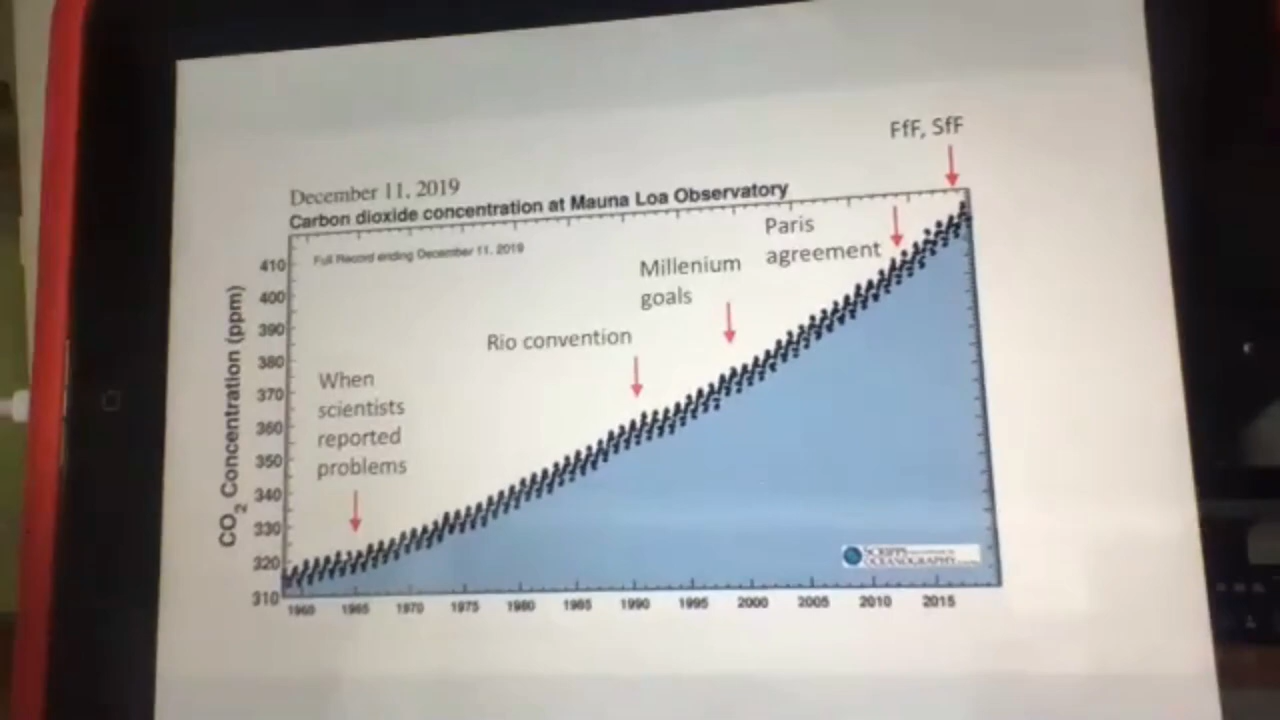 FfF, SfF
December 11, 2019
Carbon dioxide concentration at Mauna Loa Observatory
Full Record ending December 11, 2019
Paris
agreement
Millenium
goals
Rio convention
When
scientists
reported
problems
CO2 Concentration (ppm)
410
400
390
380
370
360
350
340
330
320
310
1960 1965 1970 1975 1980 1985 1990 1995 2000 2005 2010 2015
SCRIPPS
OCEANOGRAPHY